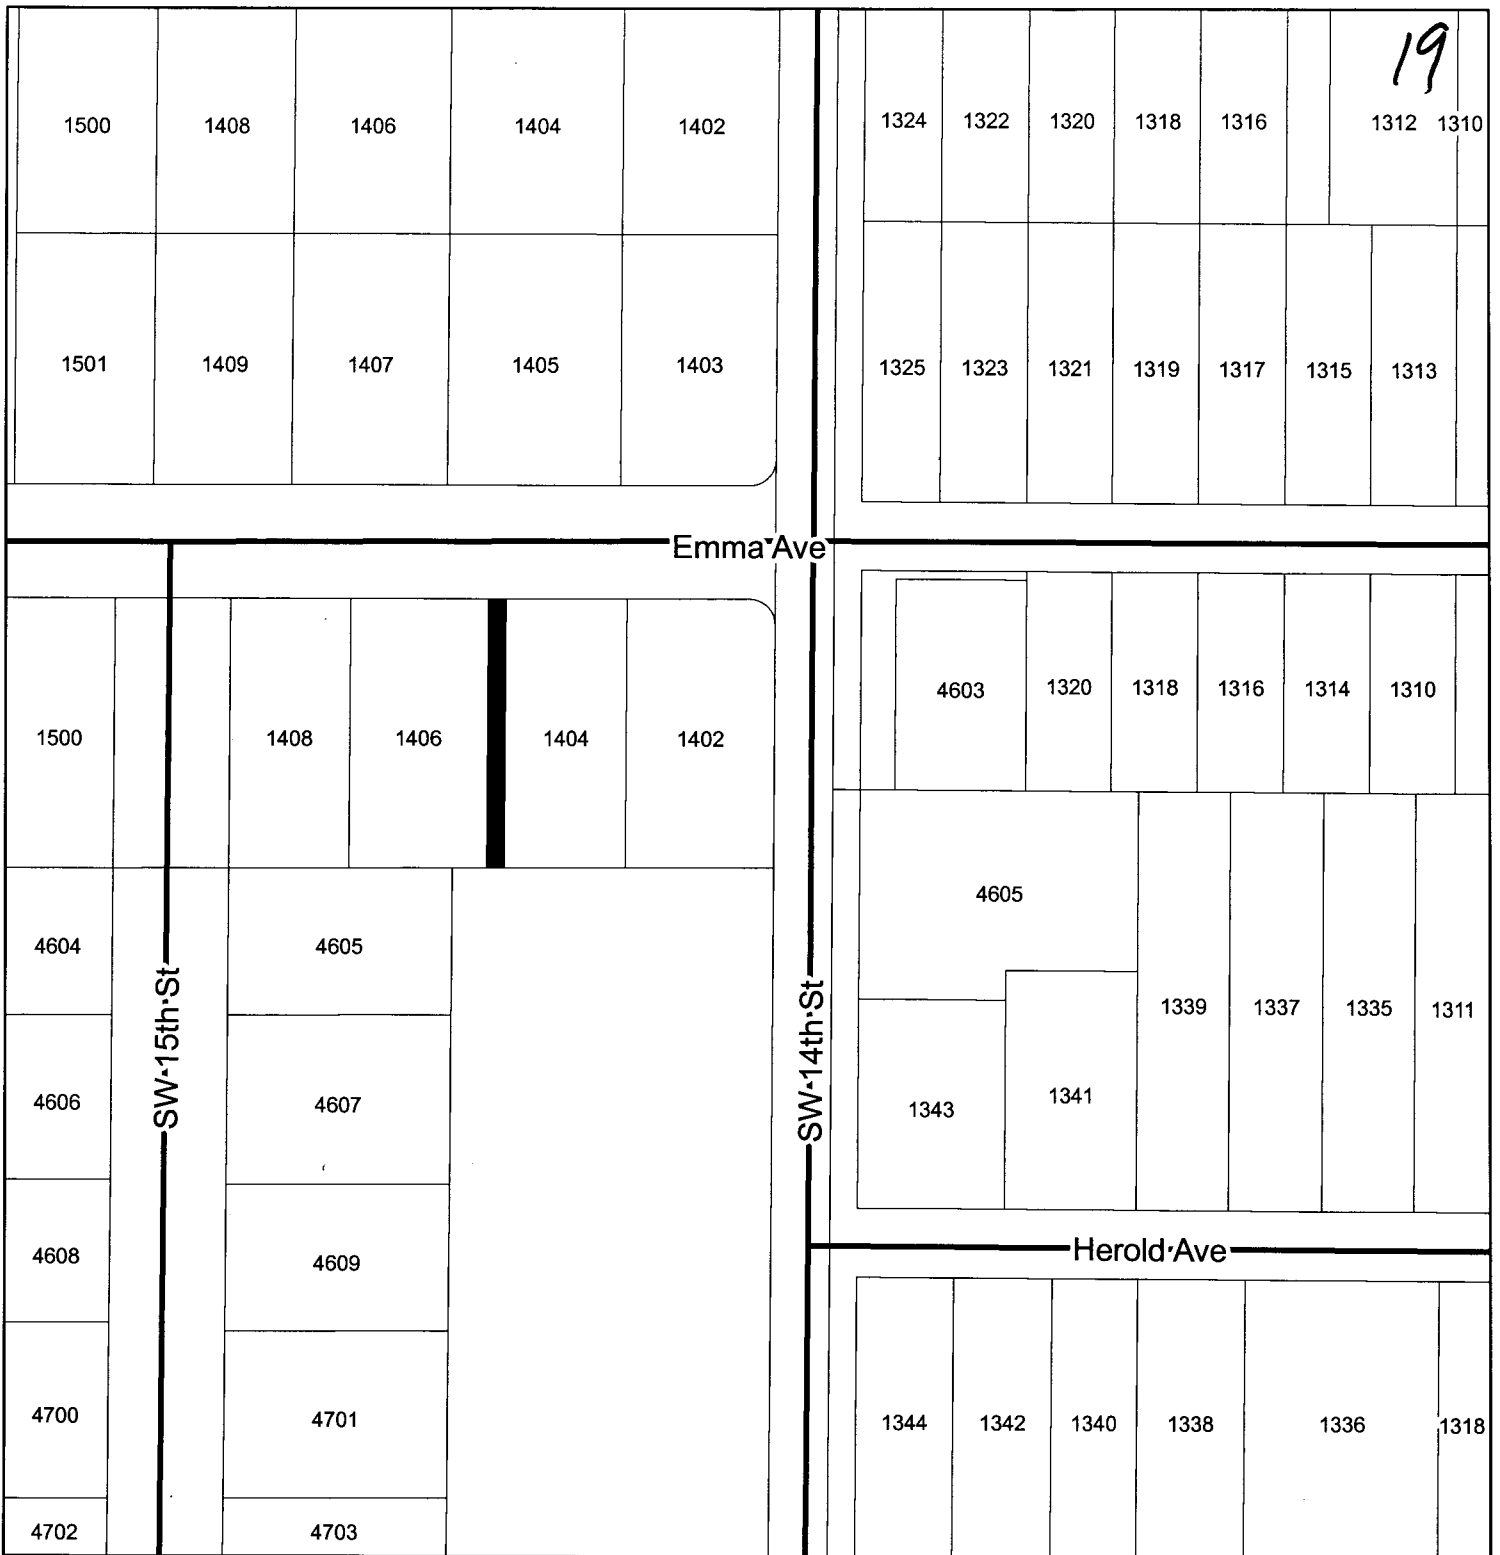 19
1500 1408 1406 1404 1402 1324 1322 1320 1318 1316 1312 1310
1501 1409 1407 1405 1403 1325 1323 1321 1319 1317 1315 1313
Emma Ave
1500 1408 1406 1404 1402 4603 1320 1318 1316 1314 1310
4605
4604 4605
SW 15th St
SW 14th St
1339 1337 1335 1311
4606 4607 1343 1341
4608 4609
Herold Ave
4700 4701 1344 1342 1340 1338 1336 1318
4702 4703